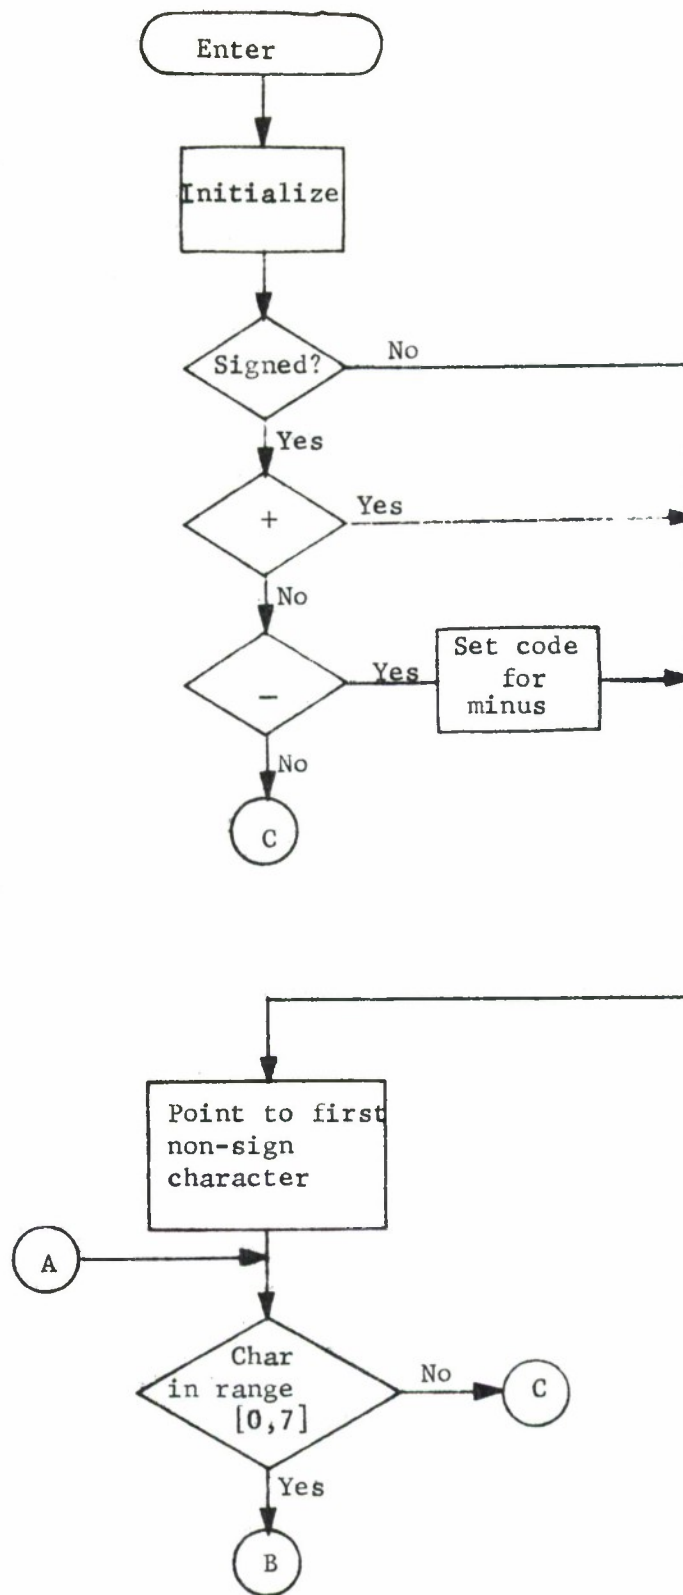 Enter
Initialize
Signed?
No
Yes
+
Yes
No
-
Yes
Set code
for
minus
No
C
Point to first
non-sign
character
A
Char
in range
[0,7]
No
C
Yes
B